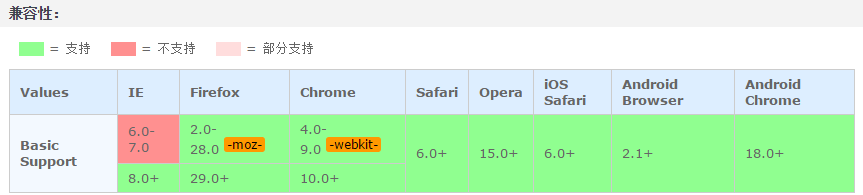 兼容性：
= 支持 = 不支持 = 部分支持
Values IE Firefox Chrome Safari Opera iOS Safari Android Browser Android Chrome
Basic Support 6.0-7.0 2.0-28.0 -moz- 4.0-9.0 -webkit- 6.0+ 15.0+ 6.0+ 2.1+ 18.0+
8.0+ 29.0+ 10.0+